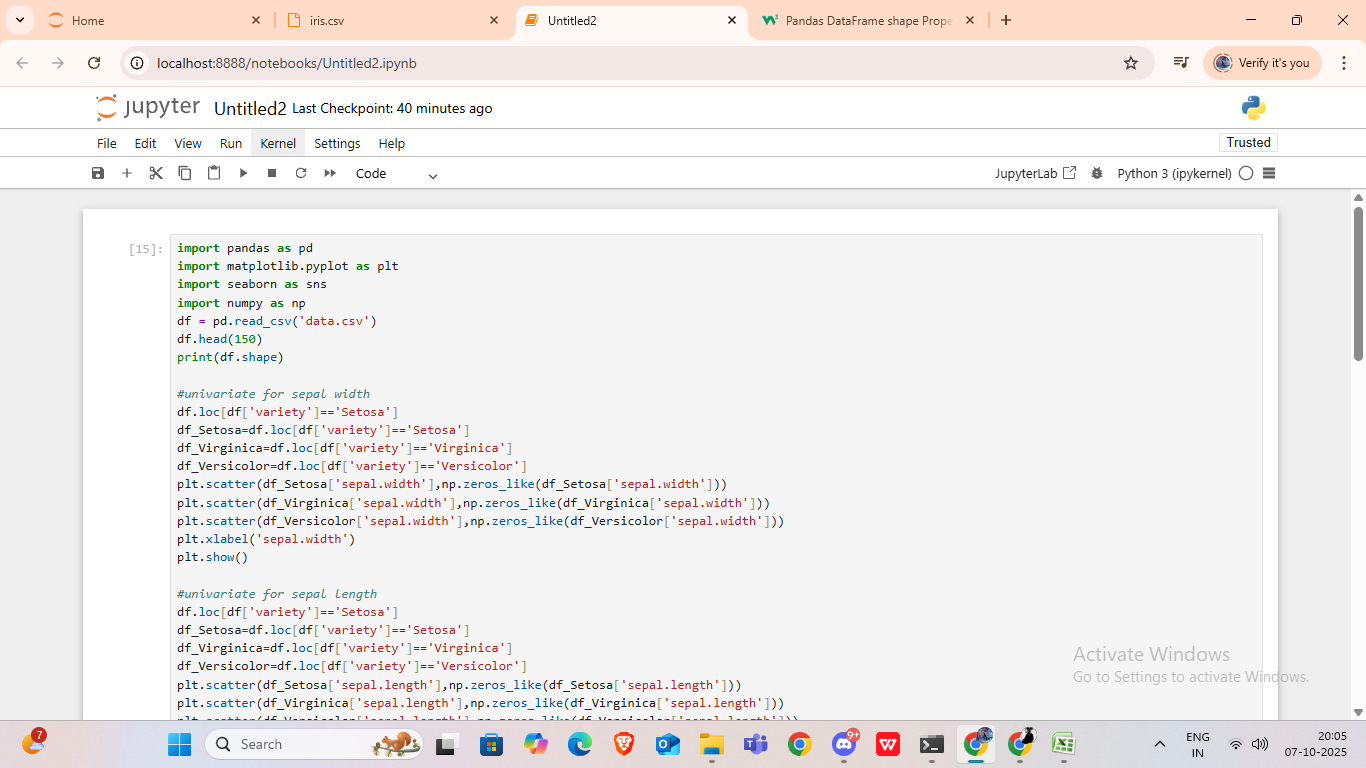 Home
iris.csv
Untitled2
Pandas DataFrame shape Prope
localhost:8888/notebooks/Untitled2.ipynb
Verify it's you
jupyter Untitled2 Last Checkpoint: 40 minutes ago
File Edit View Run Kernel Settings Help
Trusted
Code
JupyterLab
Python 3 (ipykernel)
[15]:
import pandas as pd
import matplotlib.pyplot as plt
import seaborn as sns
import numpy as np
df = pd.read_csv('data.csv')
df.head(150)
print(df.shape)
#univariate for sepal width
df.loc[df['variety']=='Setosa']
df_Setosa=df.loc[df['variety']=='Setosa']
df_Virginica=df.loc[df['variety']=='Virginica']
df_Versicolor=df.loc[df['variety']=='Versicolor']
plt.scatter(df_Setosa['sepal.width'],np.zeros_like(df_Setosa['sepal.width']))
plt.scatter(df_Virginica['sepal.width'],np.zeros_like(df_Virginica['sepal.width']))
plt.scatter(df_Versicolor['sepal.width'],np.zeros_like(df_Versicolor['sepal.width']))
plt.xlabel('sepal.width')
plt.show()
#univariate for sepal length
df.loc[df['variety']=='Setosa']
df_Setosa=df.loc[df['variety']=='Setosa']
df_Virginica=df.loc[df['variety']=='Virginica']
df_Versicolor=df.loc[df['variety']=='Versicolor']
plt.scatter(df_Setosa['sepal.length'],np.zeros_like(df_Setosa['sepal.length']))
plt.scatter(df_Virginica['sepal.length'],np.zeros_like(df_Virginica['sepal.length']))
Activate Windows
Go to Settings to activate Windows.
7
Search
9+
ENG
IN
20:05
07-10-2025